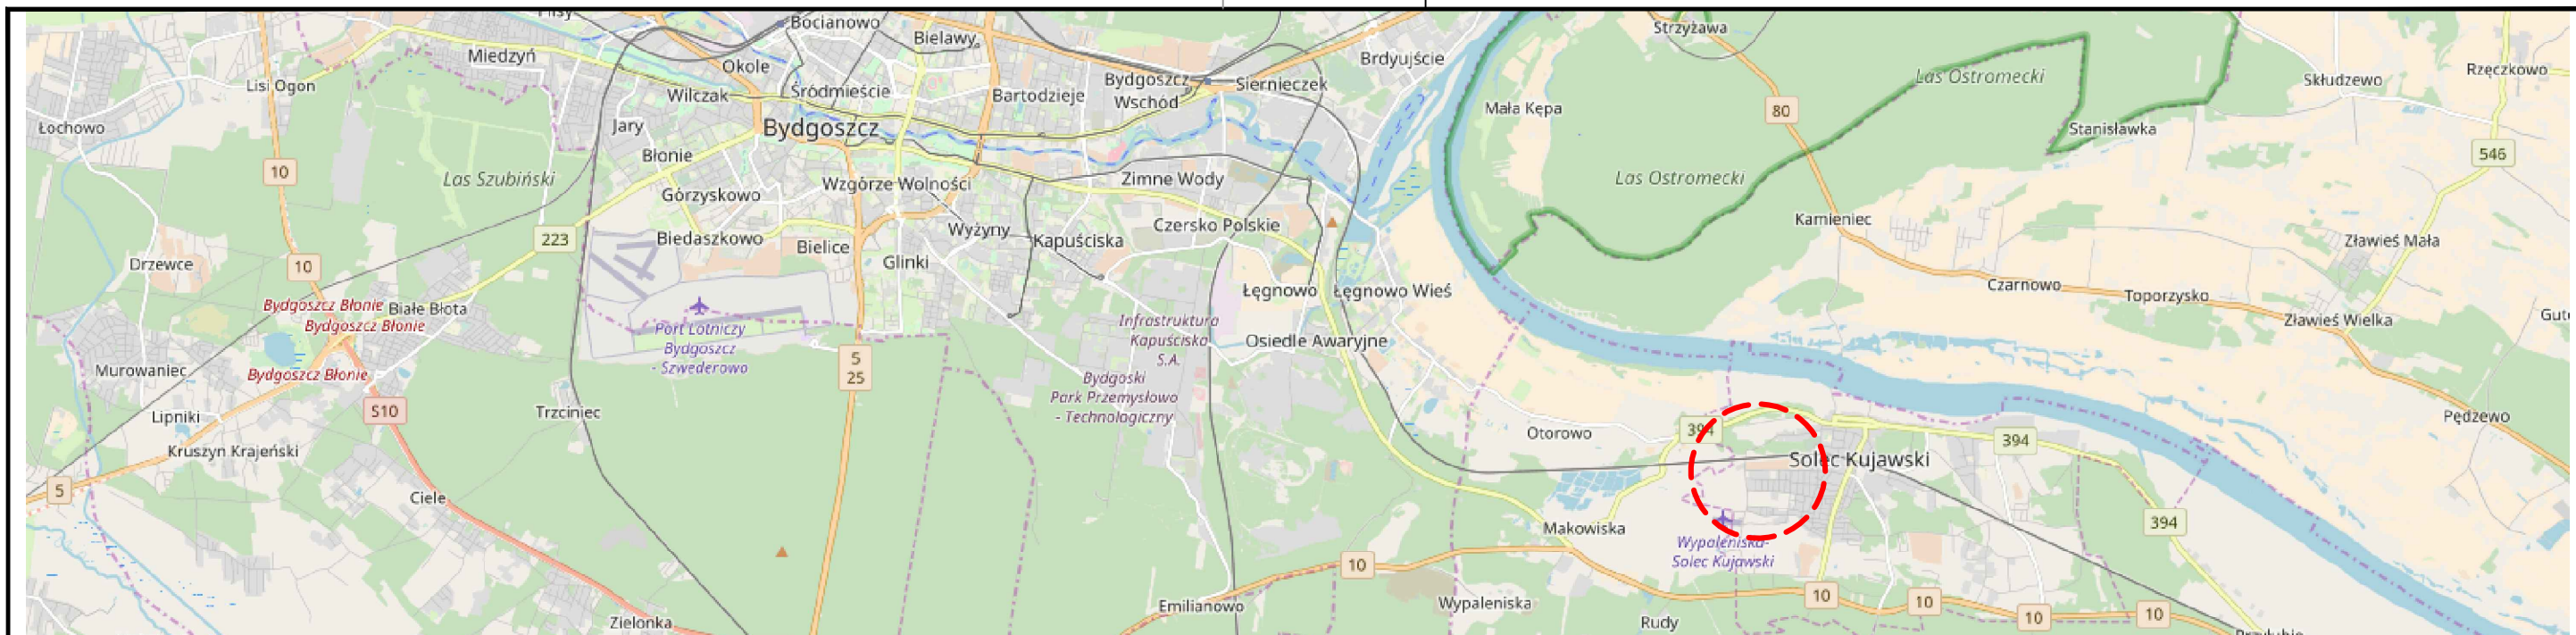 Bocianowo
Strzyżawa
Bielawy
Miedzyń
Brdyujście
Okole
Las Ostromecki
Rzęczkowo
Bydgoszcz
Wschód
Siernieczek
Skłudzewo
Lisi Ogon
Śródmieście
Wilczak
Bartodzieje
Mała Kępa
80
Łochowo
Jary
Bydgoszcz
Stanisławka
Błonie
546
10
Las Szubiński
Zimne Wody
Las Ostromecki
Wzgórze Wolności
Górzyskowo
Kamieniec
Czersko Polskie
Wyżyny
223
Biedaszkowo
Bielice
Kapuściska
Zławieś Mała
Drzewce
10
Glinki
Czarnowo
Łęgnowo
Łęgnowo Wieś
Toporzysko
Bydgoszcz Błonie
Białe Błota
Bydgoszcz Błonie
Infrastruktura
Kapuściska
S.A.
Zławieś Wielka
Port Lotniczy
Bydgoszcz
- Szwederowo
Osiedle Awaryjne
5
25
Murowaniec
Bydgoszcz Błonie
Bydgoski
Park Przemysłowo
- Technologiczny
S10
Trzciniec
Lipniki
Pędzewo
394
Otorowo
394
Kruszyn Krajeński
Solec Kujawski
5
Ciele
394
Makowiska
Wypaleniska-
Solec Kujawski
10
10
10
Emilianowo
Wypaleniska
10
10
Zielonka
Rudy